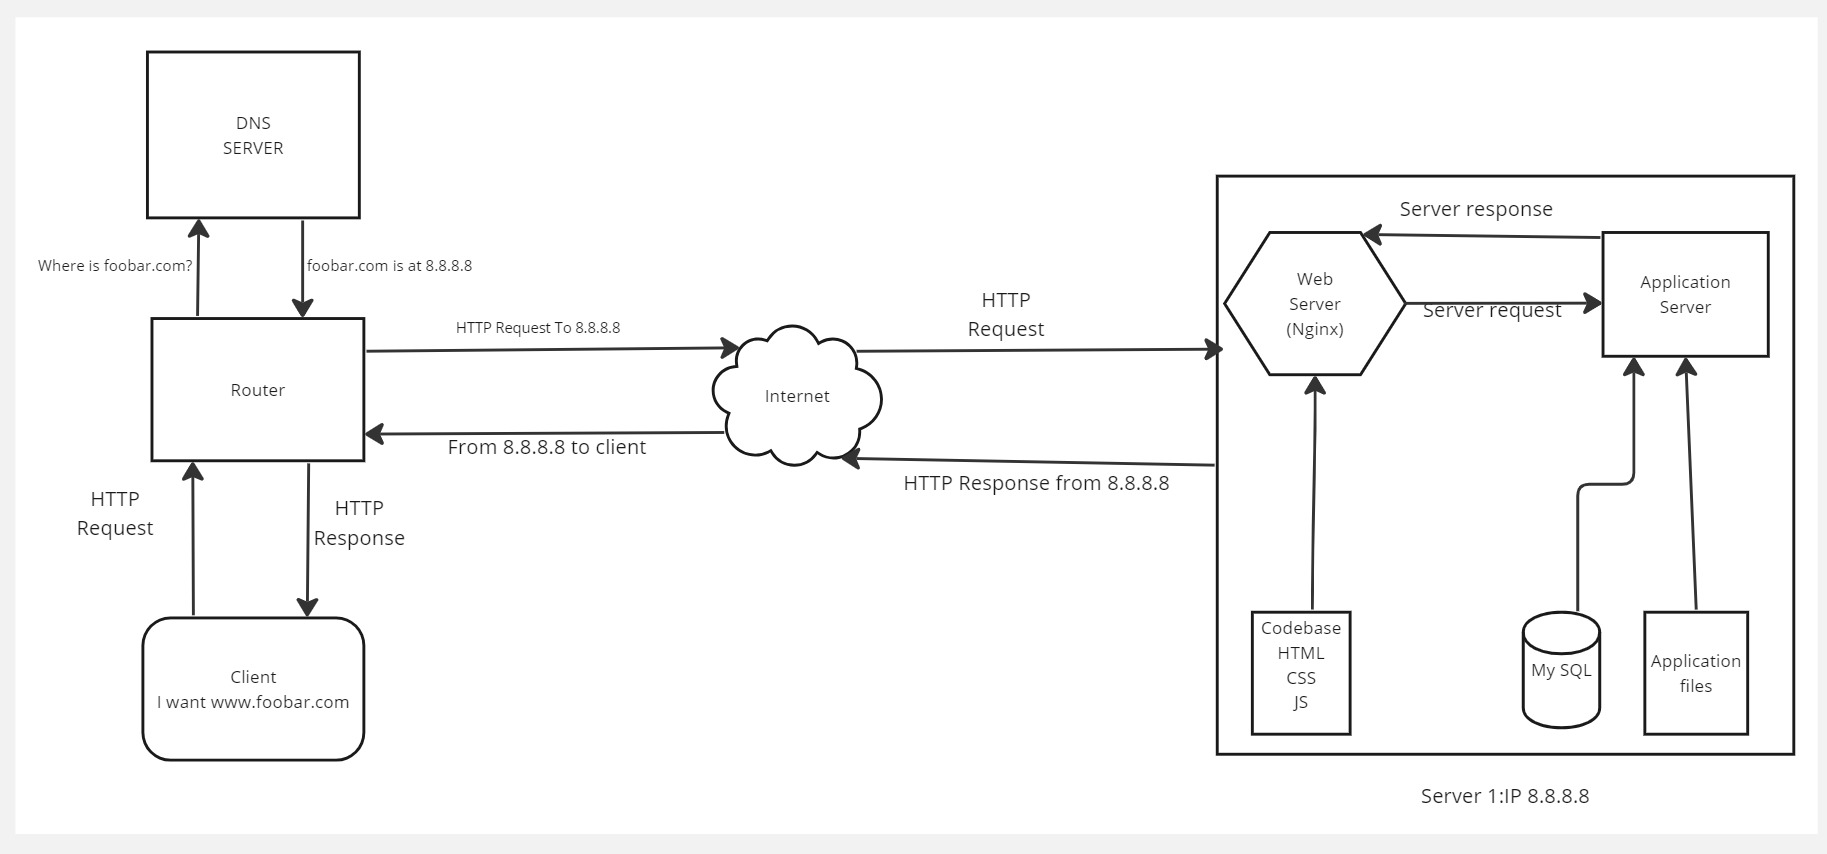 DNS
SERVER
Where is foobar.com?
foobar.com is at 8.8.8.8
Router
HTTP Request To 8.8.8.8
From 8.8.8.8 to client
HTTP
Request
HTTP
Response
Client
I want www.foobar.com
Internet
HTTP
Request
HTTP Response from 8.8.8.8
Server response
Web
Server
(Nginx)
Server request
Application
Server
Codebase
HTML
CSS
JS
My SQL
Application
files
Server 1:IP 8.8.8.8